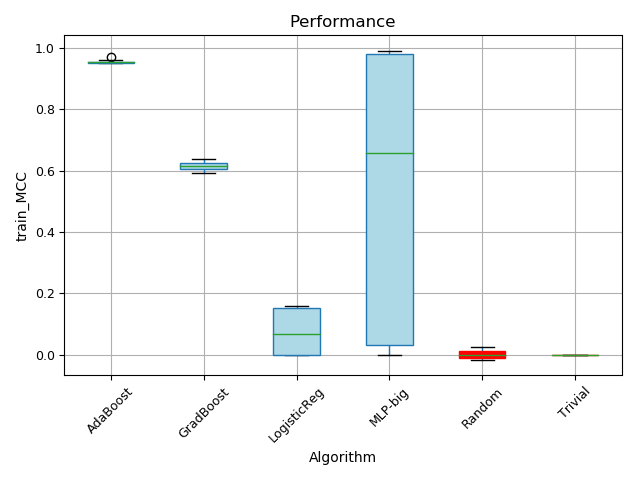 Performance
1.0
0.8
0.6
0.4
0.2
0.0
train_MCC
AdaBoost
GradBoost
LogisticReg
MLP-big
Random
Trivial
Algorithm